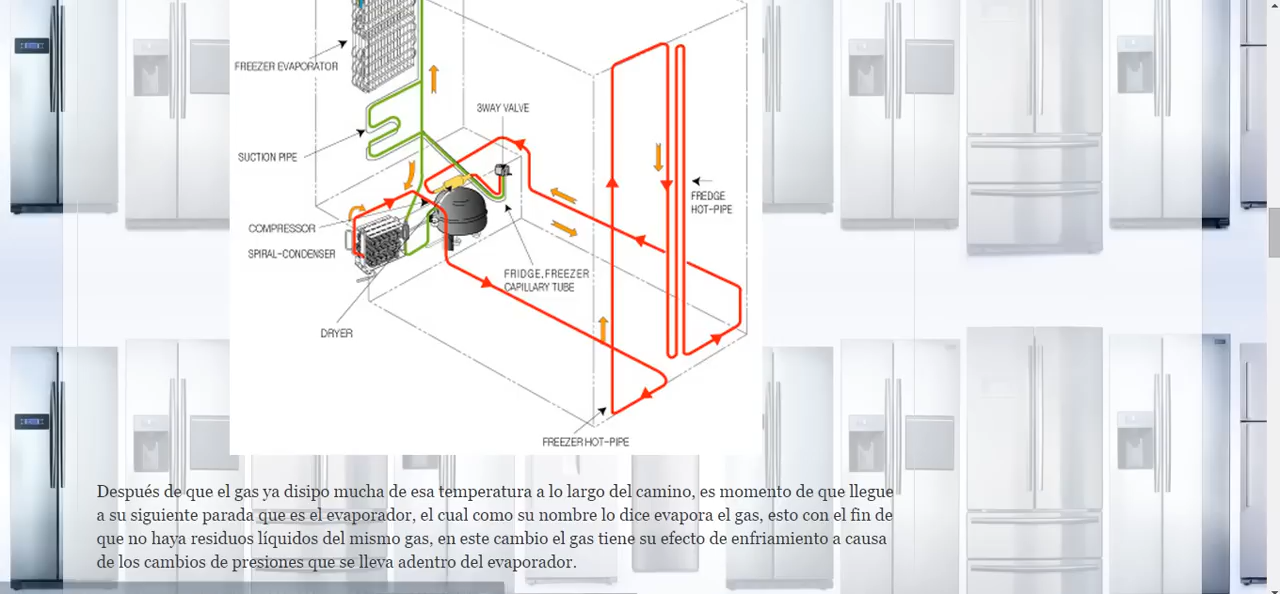 FREEZER EVAPORATOR
3WAY VALVE
SUCTION PIPE
FREDGE
HOT-PIPE
COMPRESSOR
SPIRAL-CONDENSER
FRIDGE, FREEZER
CAPILLARY TUBE
DRYER
FREEZER HOT-PIPE
Después de que el gas ya disipo mucha de esa temperatura a lo largo del camino, es momento de que llegue
a su siguiente parada que es el evaporador, el cual como su nombre lo dice evapora el gas, esto con el fin de
que no haya residuos líquidos del mismo gas, en este cambio el gas tiene su efecto de enfriamiento a causa
de los cambios de presiones que se lleva adentro del evaporador.